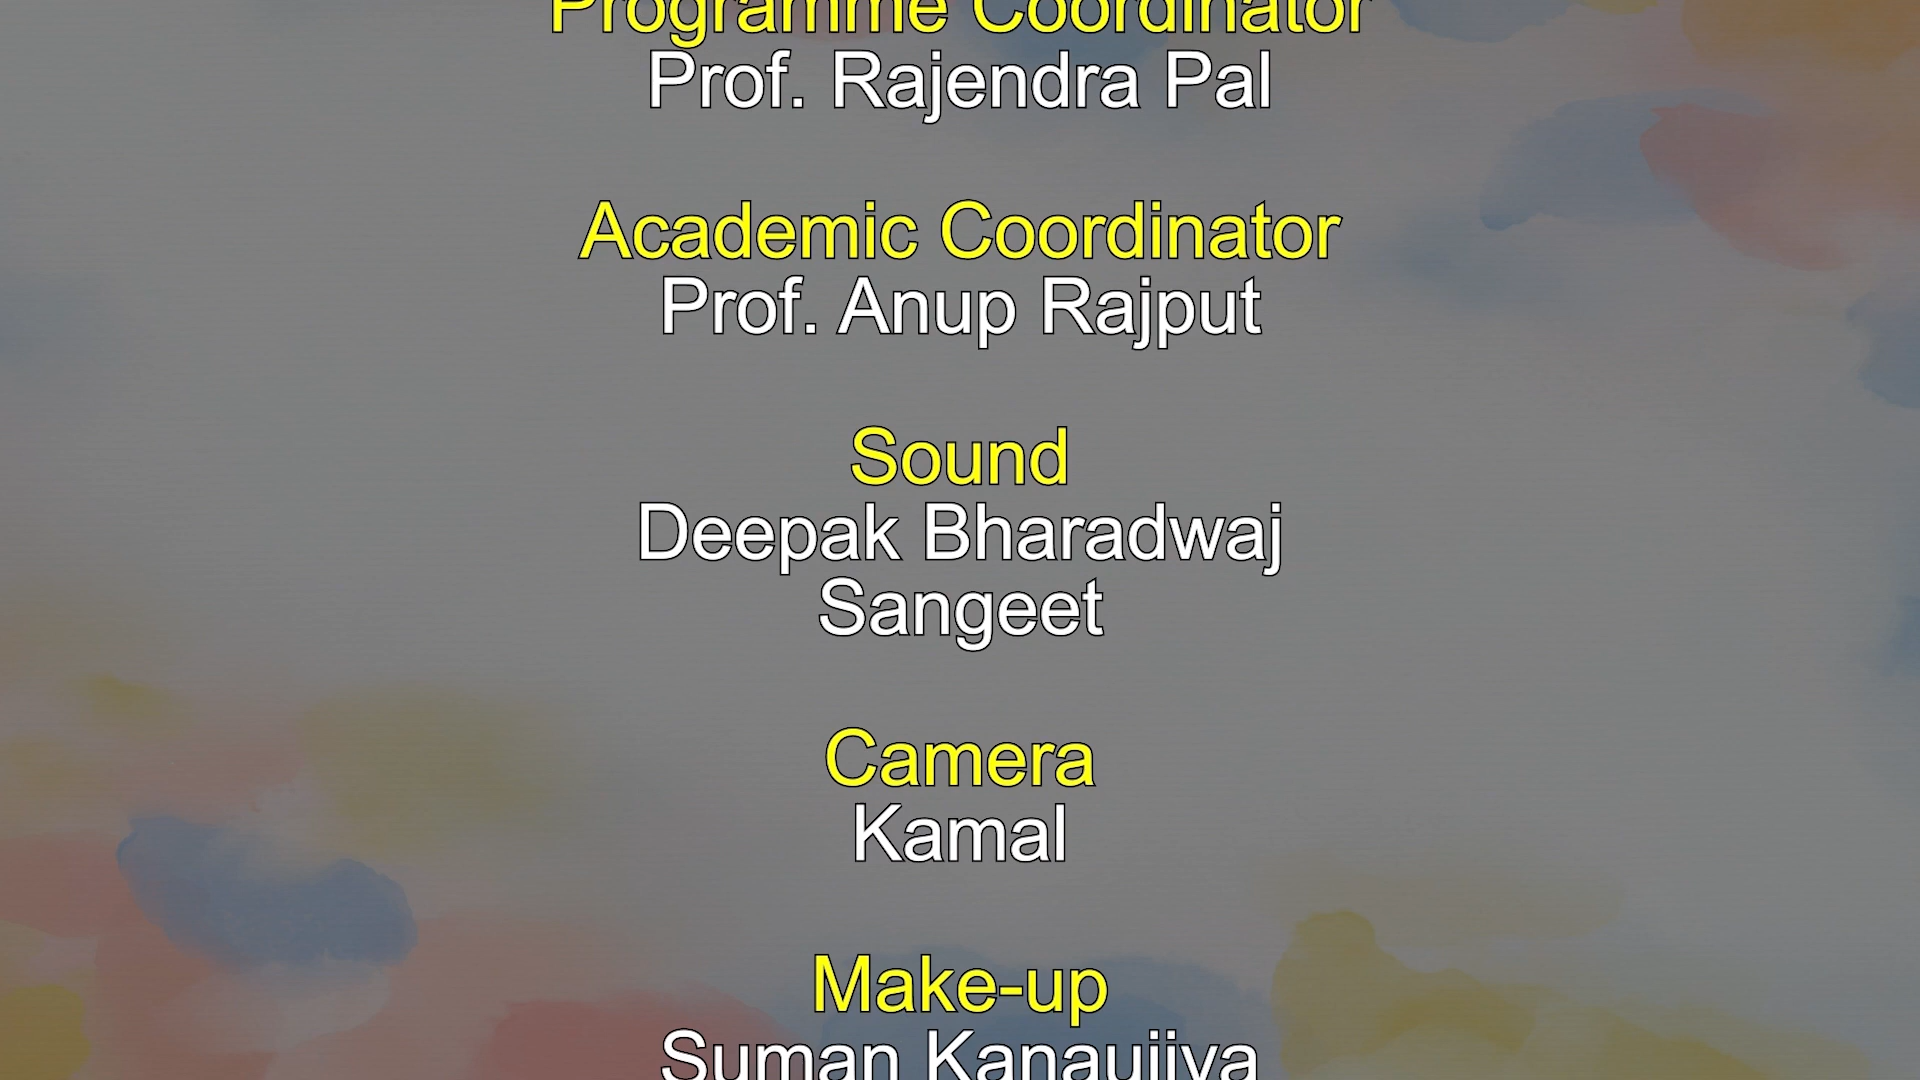 Programme Coordinator
Prof. Rajendra Pal
Academic Coordinator
Prof. Anup Rajput
Sound
Deepak Bharadwaj
Sangeet
Camera
Kamal
Make-up
Suman Kanaujiya